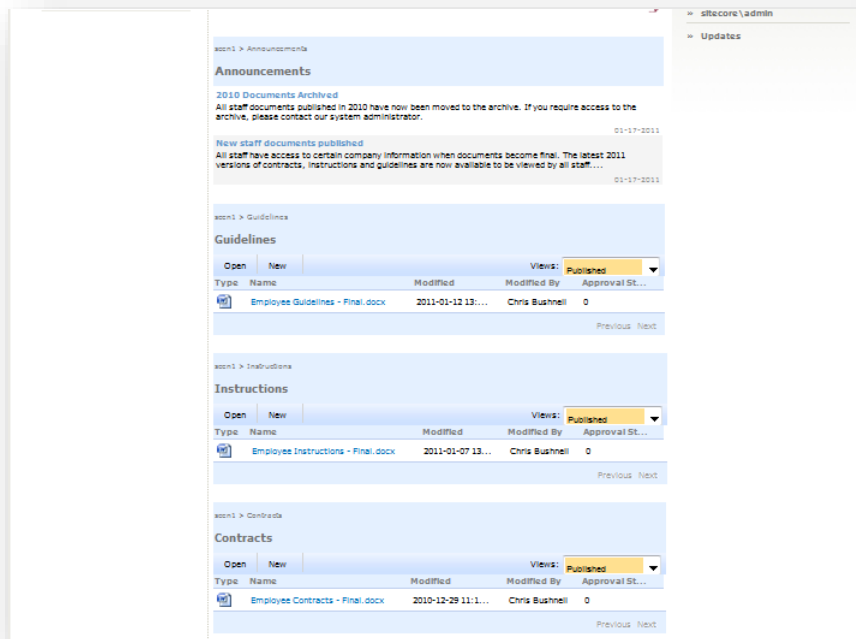 » sitecore\admin
» Updates
sccn1 > Announcements
Announcements
2010 Documents Archived
All staff documents published in 2010 have now been moved to the archive. If you require access to the
archive, please contact our system administrator.
01-17-2011
New staff documents published
All staff have access to certain company information when documents become final. The latest 2011
versions of contracts, instructions and guidelines are now available to be viewed by all staff....
01-17-2011
> Guidelines
Guidelines
Open New Views: Published
Type Name Modified Modified By Approval St...
Employee Guidelines - Final.docx 2011-01-12 13:... Chris Bushnell 0
Previous Next
> Instructions
Instructions
Open New Views: Published
Type Name Modified Modified By Approval St...
Employee Instructions - Final.docx 2011-01-07 13... Chris Bushnell 0
Previous Next
> Contracts
Contracts
Open New Views: Published
Type Name Modified Modified By Approval St...
Employee Contracts - Final.docx 2010-12-29 11:1... Chris Bushnell 0
Previous Next